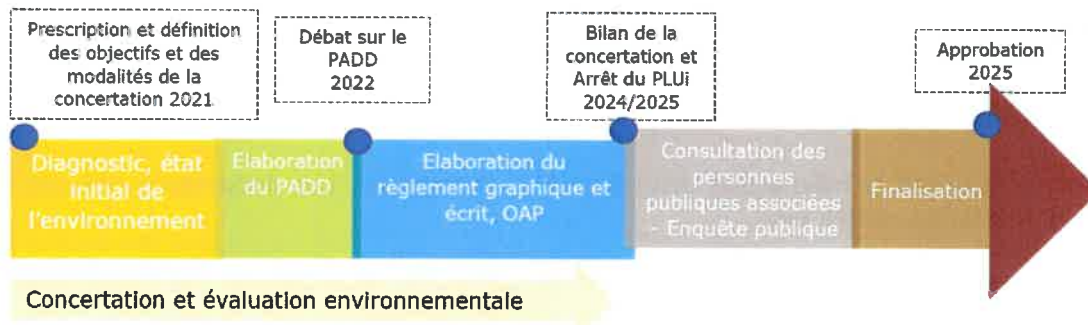 Prescription et définition
des objectifs et des
modalités de la
concertation 2021
Débat sur le
PADD
2022
Bilan de la
concertation et
Arrêt du PLUi
2024/2025
Approbation
2025
Diagnostic, état
initial de
l'environnement
Elaboration
du PADD
Elaboration du
règlement graphique et
écrit, OAP
Consultation des
personnes
publiques associées
- Enquête publique
Finalisation
Concertation et évaluation environnementale